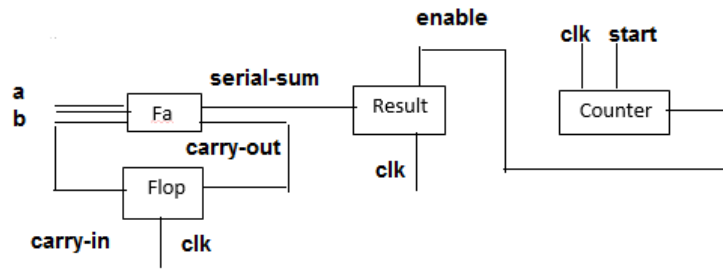 enable
clk start
serial-sum
a
Result
Counter
b
Fa
carry-out
clk
Flop
carry-in
clk